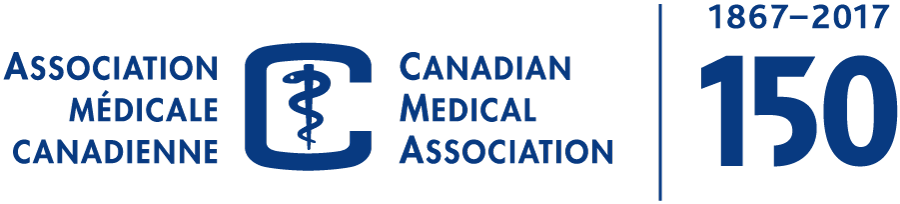 ASSOCIATION
MÉDICALE
CANADIENNE
CANADIAN
MEDICAL
ASSOCIATION
1867–2017
150